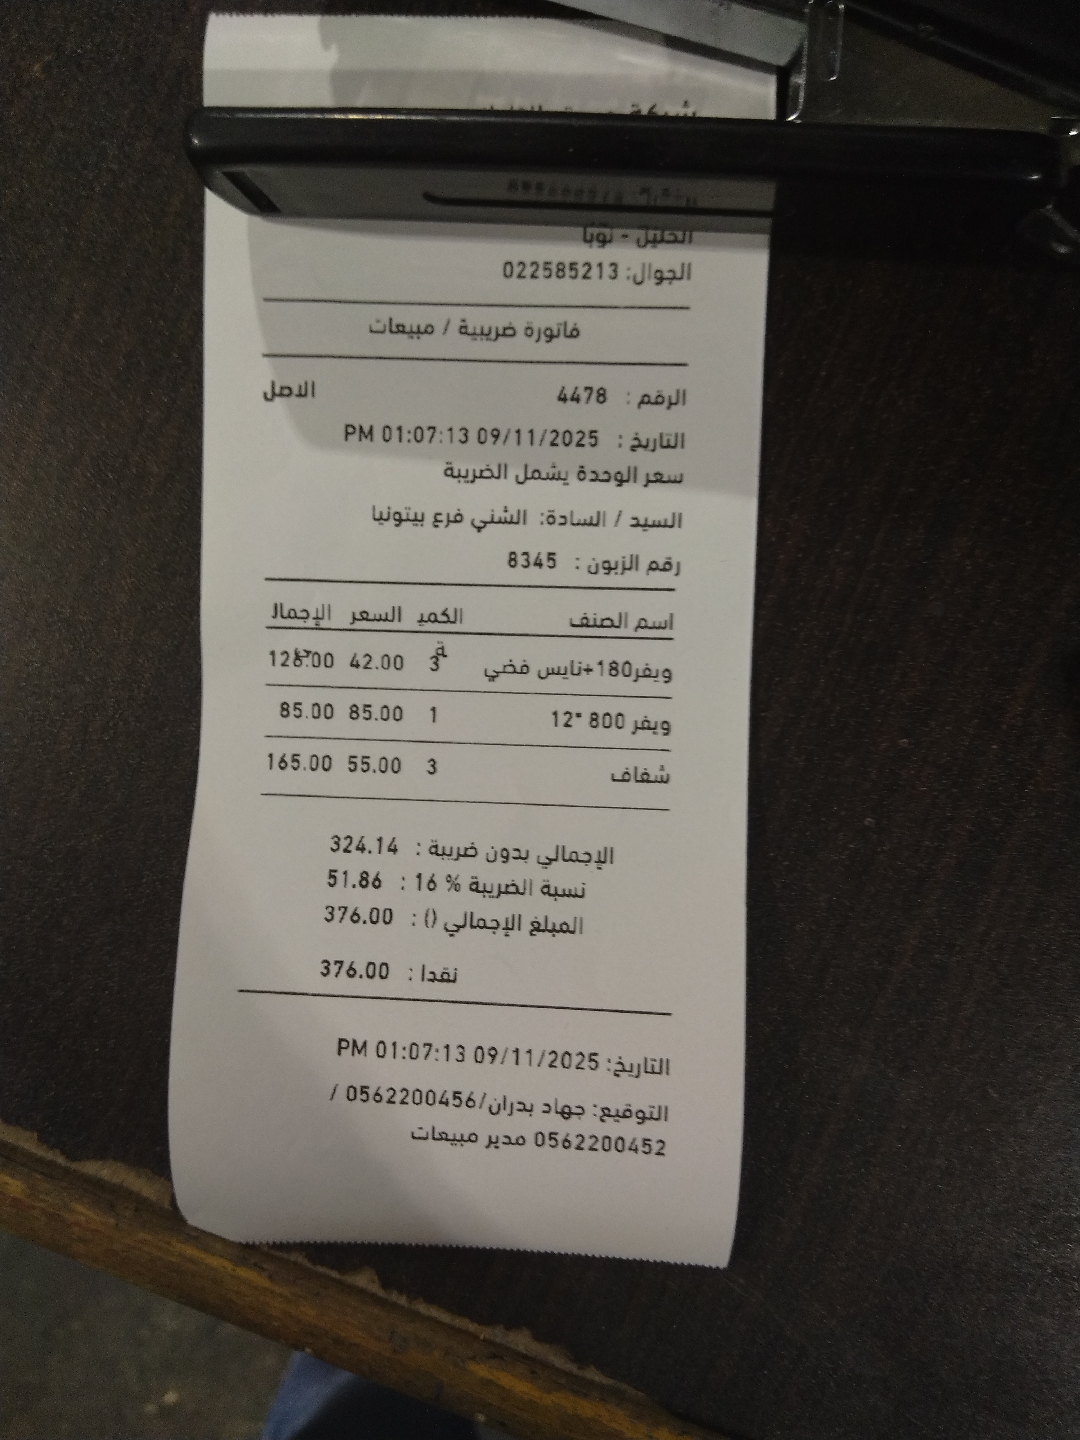 شركة
الخليل - نوبا
الجوال: 022585213
فاتورة ضريبية / مبيعات
الرقم : 4478 الاصل
التاريخ : 09/11/2025 01:07:13 PM
سعر الوحدة يشمل الضريبة
السيد / السادة: الشني فرع بيتونيا
رقم الزبون : 8345
اسم الصنف الكمية السعر الإجمالي
ويفر180+نايس فضي 3 42.00 126.00
ويفر 800 *12 1 85.00 85.00
شفاف 3 55.00 165.00
الإجمالي بدون ضريبة : 324.14
نسبة الضريبة % 16 : 51.86
المبلغ الإجمالي () : 376.00
نقدا : 376.00
التاريخ: 09/11/2025 01:07:13 PM
التوقيع: جهاد بدران/0562200456 /
0562200452 مدير مبيعات